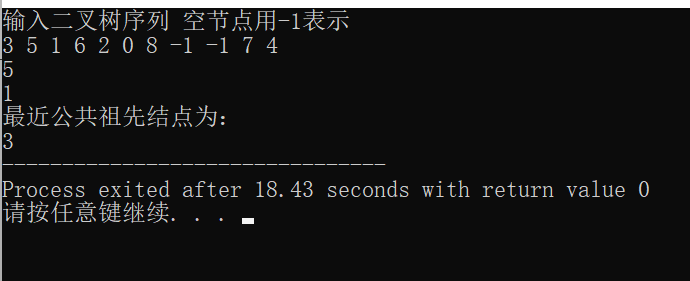 输入二叉树序列 空节点用-1表示
3 5 1 6 2 0 8 -1 -1 7 4
5
1
最近公共祖先结点为:
3
--------------------------------
Process exited after 18.43 seconds with return value 0
请按任意键继续. . .